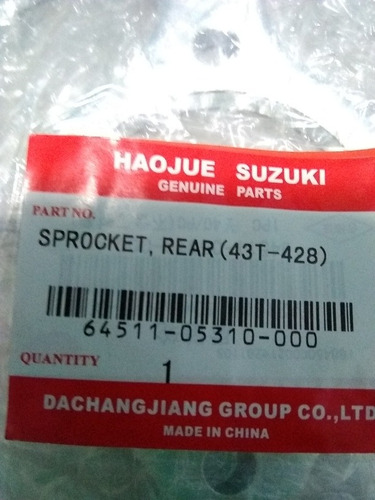 HAOJUE SUZUKI
GENUINE PARTS
PART NO.
SPROCKET, REAR (43T-428)
64511-05310-000
QUANTITY
1
DACHANGJIANG GROUP CO.,LTD
MADE IN CHINA